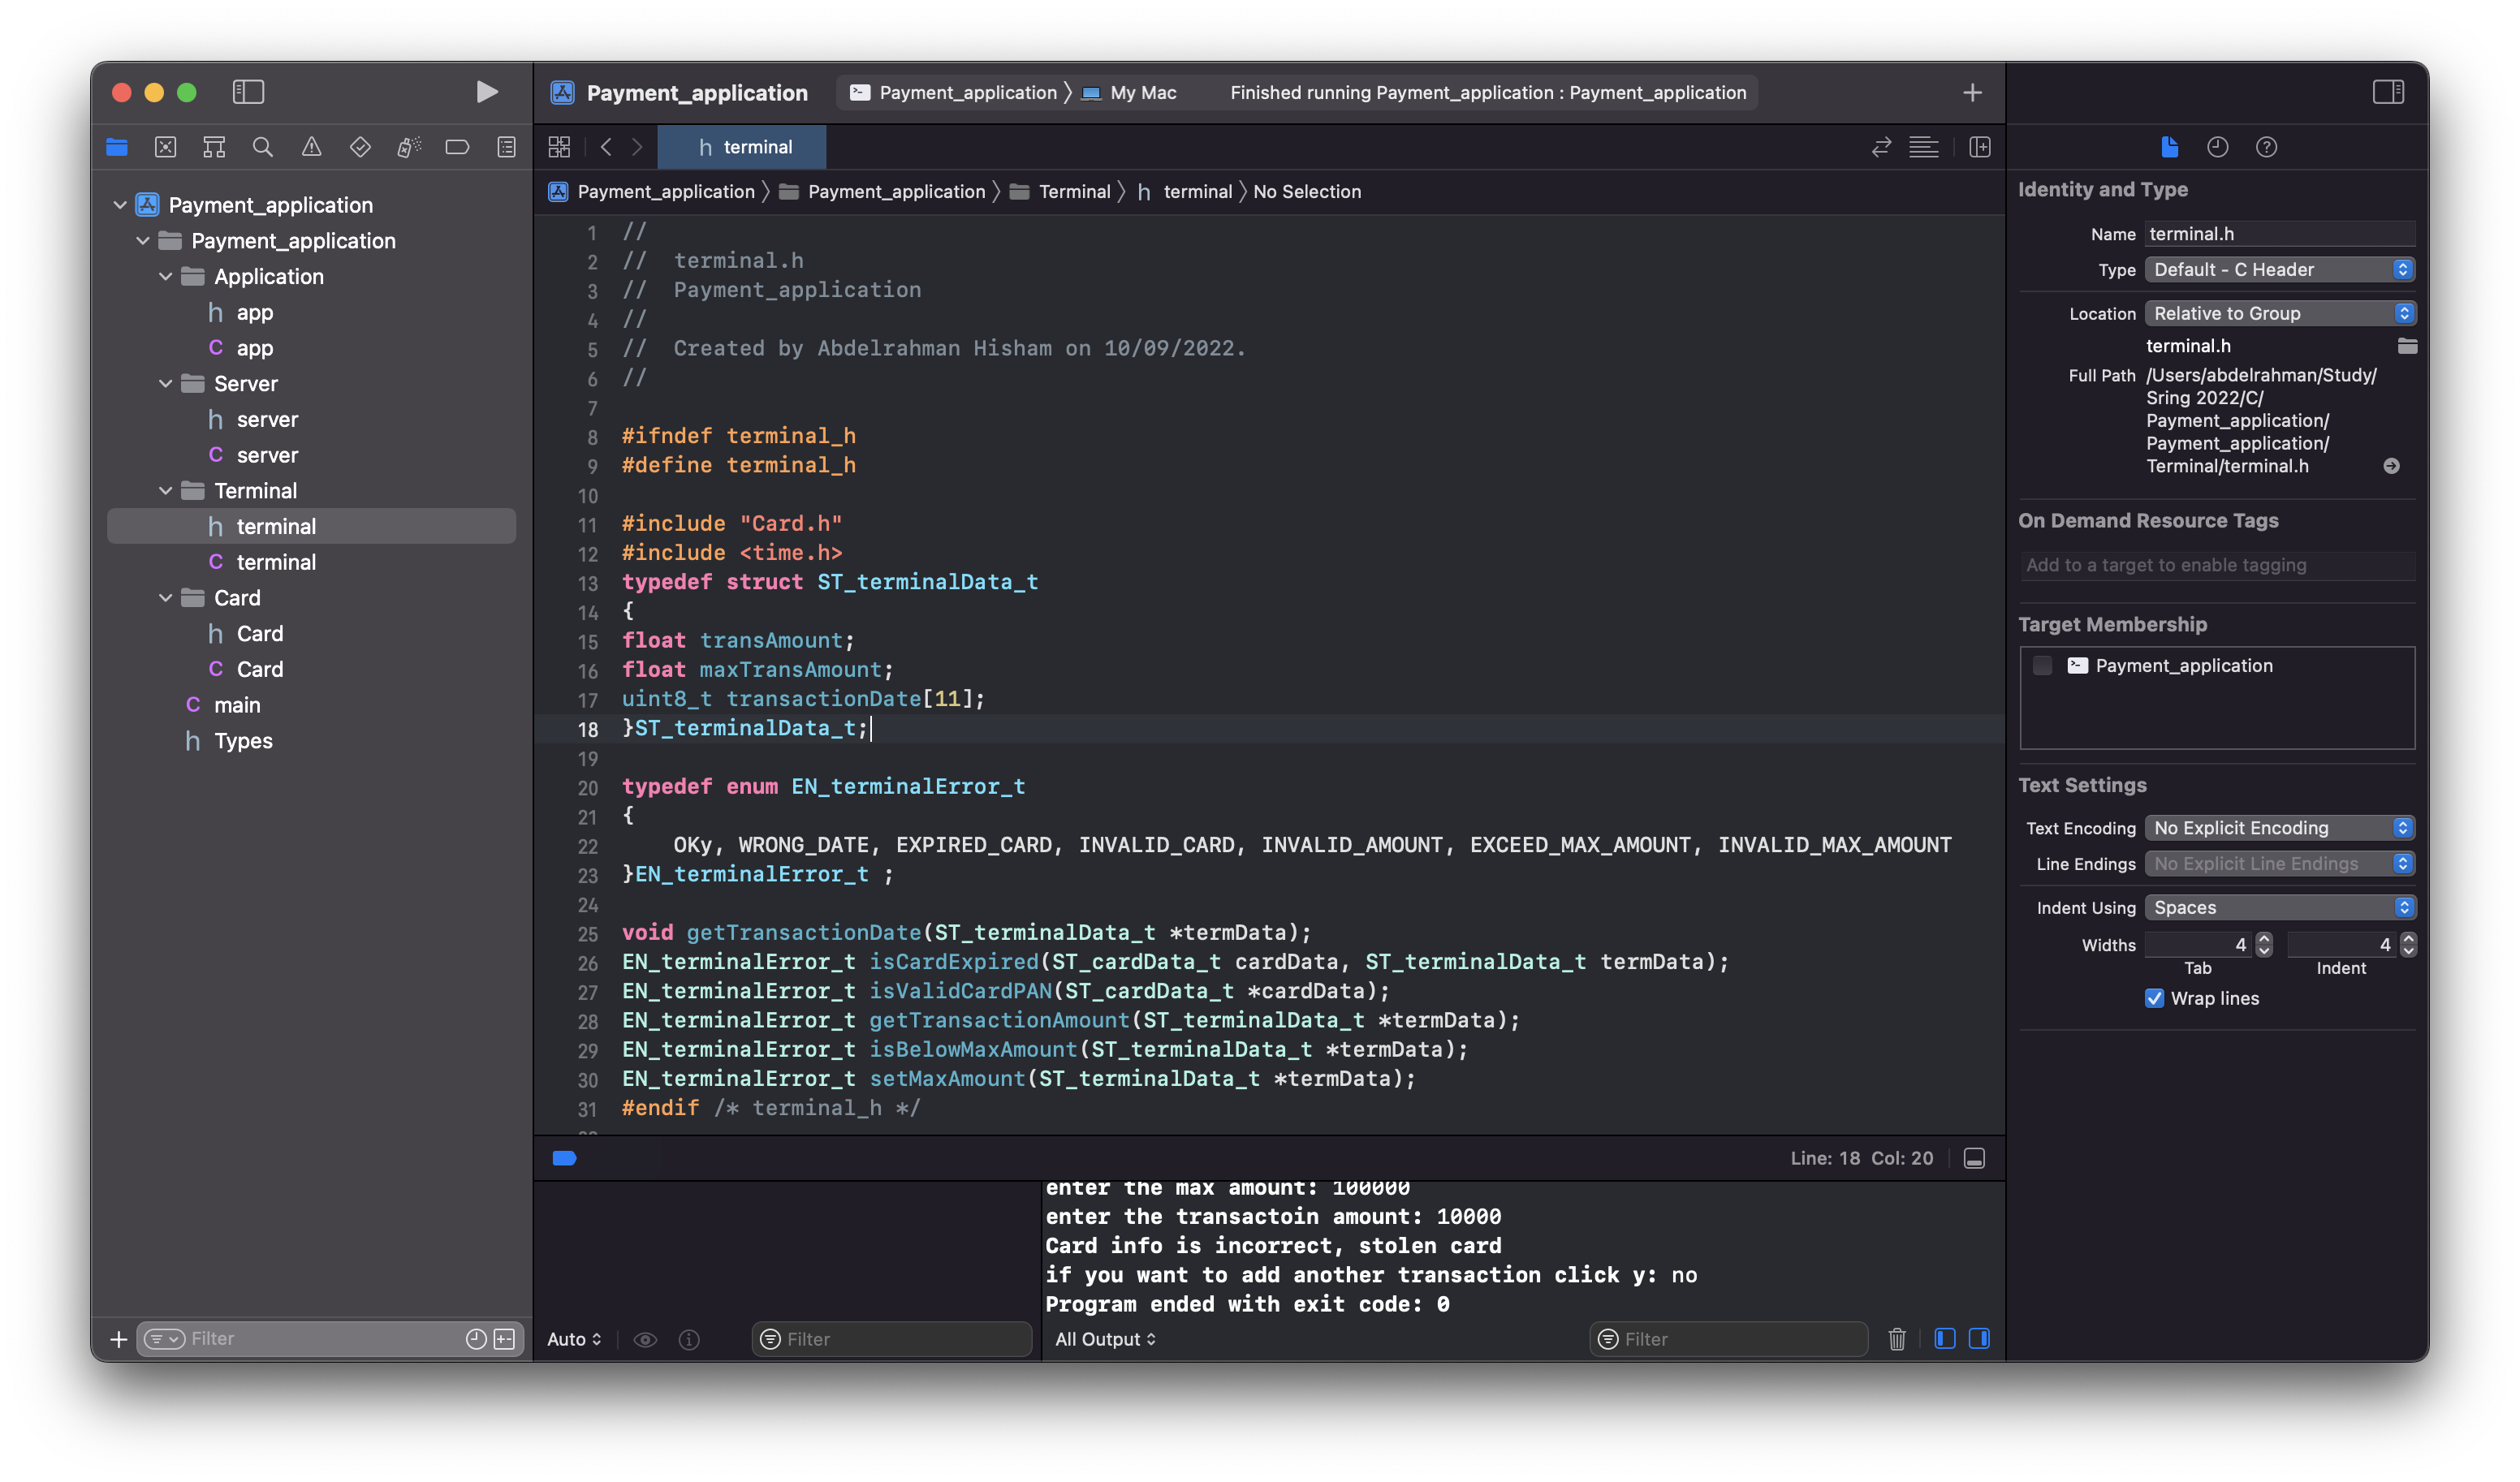 Payment_application
Payment_application 〉 My Mac
Finished running Payment_application : Payment_application
terminal
Payment_application 〉 Payment_application 〉 Terminal 〉 h terminal 〉 No Selection
Payment_application
Payment_application
Application
h app
C app
Server
h server
C server
Terminal
h terminal
C terminal
Card
h Card
C Card
C main
h Types
Filter
1 //
2 //  terminal.h
3 //  Payment_application
4 //
5 //  Created by Abdelrahman Hisham on 10/09/2022.
6 //
7
8 #ifndef terminal_h
9 #define terminal_h
10
11 #include "Card.h"
12 #include <time.h>
13 typedef struct ST_terminalData_t
14 {
15 float transAmount;
16 float maxTransAmount;
17 uint8_t transactionDate[11];
18 }ST_terminalData_t;
19
20 typedef enum EN_terminalError_t
21 {
22     OKy, WRONG_DATE, EXPIRED_CARD, INVALID_CARD, INVALID_AMOUNT, EXCEED_MAX_AMOUNT, INVALID_MAX_AMOUNT
23 }EN_terminalError_t ;
24
25 void getTransactionDate(ST_terminalData_t *termData);
26 EN_terminalError_t isCardExpired(ST_cardData_t cardData, ST_terminalData_t termData);
27 EN_terminalError_t isValidCardPAN(ST_cardData_t *cardData);
28 EN_terminalError_t getTransactionAmount(ST_terminalData_t *termData);
29 EN_terminalError_t isBelowMaxAmount(ST_terminalData_t *termData);
30 EN_terminalError_t setMaxAmount(ST_terminalData_t *termData);
31 #endif /* terminal_h */
Line: 18 Col: 20
enter the max amount: 100000
enter the transactoin amount: 10000
Card info is incorrect, stolen card
if you want to add another transaction click y: no
Program ended with exit code: 0
Auto
Filter
All Output
Filter
Identity and Type
Name terminal.h
Type Default - C Header
Location Relative to Group
terminal.h
Full Path /Users/abdelrahman/Study/
Sring 2022/C/
Payment_application/
Payment_application/
Terminal/terminal.h
On Demand Resource Tags
Add to a target to enable tagging
Target Membership
Payment_application
Text Settings
Text Encoding No Explicit Encoding
Line Endings No Explicit Line Endings
Indent Using Spaces
Widths 4 4
Tab Indent
Wrap lines